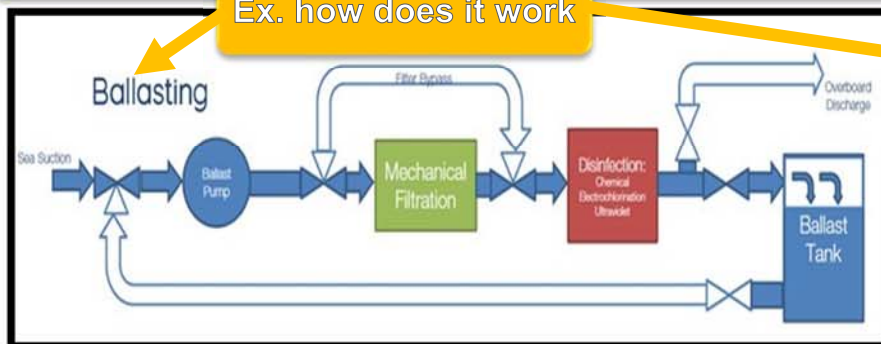 Ex. how does it work
Ballasting
Filter Bypass
Overboard
Discharge
Sea Suction
Ballast
Pump
Mechanical
Filtration
Disinfection:
Chemical
Electrochlorination
Ultraviolet
Ballast
Tank